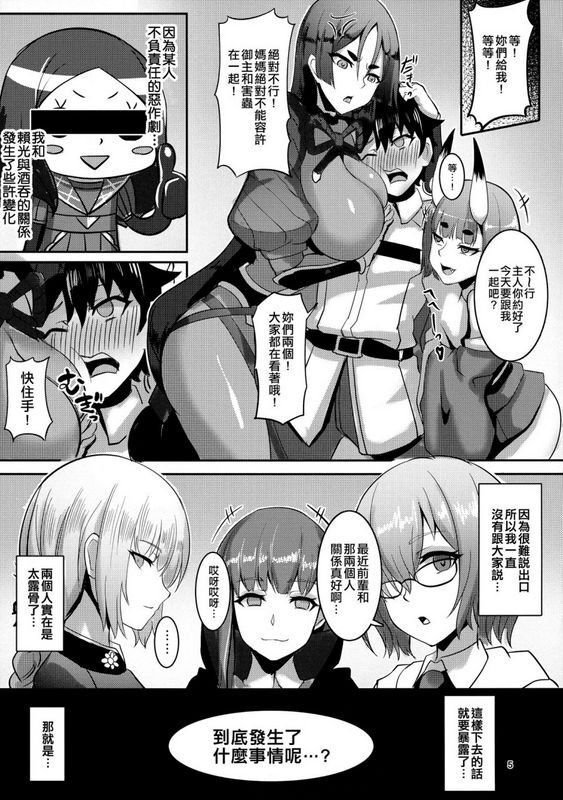 等！
妳們給我！
等等！
絕對不行！
媽媽絕對不能容許
御主和害蟲
在一起！
等…！
不～行
主人你約好了
今天要跟我
一起吧？
妳們兩個！
大家都在看著哦！
因為某人
不負責任的惡作劇…
我和
賴光與酒吞的關係
發生了些許變化
快住手！
むぎっ
因為很難說出口
所以我一直
沒有跟大家說…
最近前輩和
那兩個人
關係真好啊…
哎呀哎呀…
兩個人實在是
太露骨了…
這樣下去的話
就要暴露了…
到底發生了
什麼事情呢…？
那就是…
5